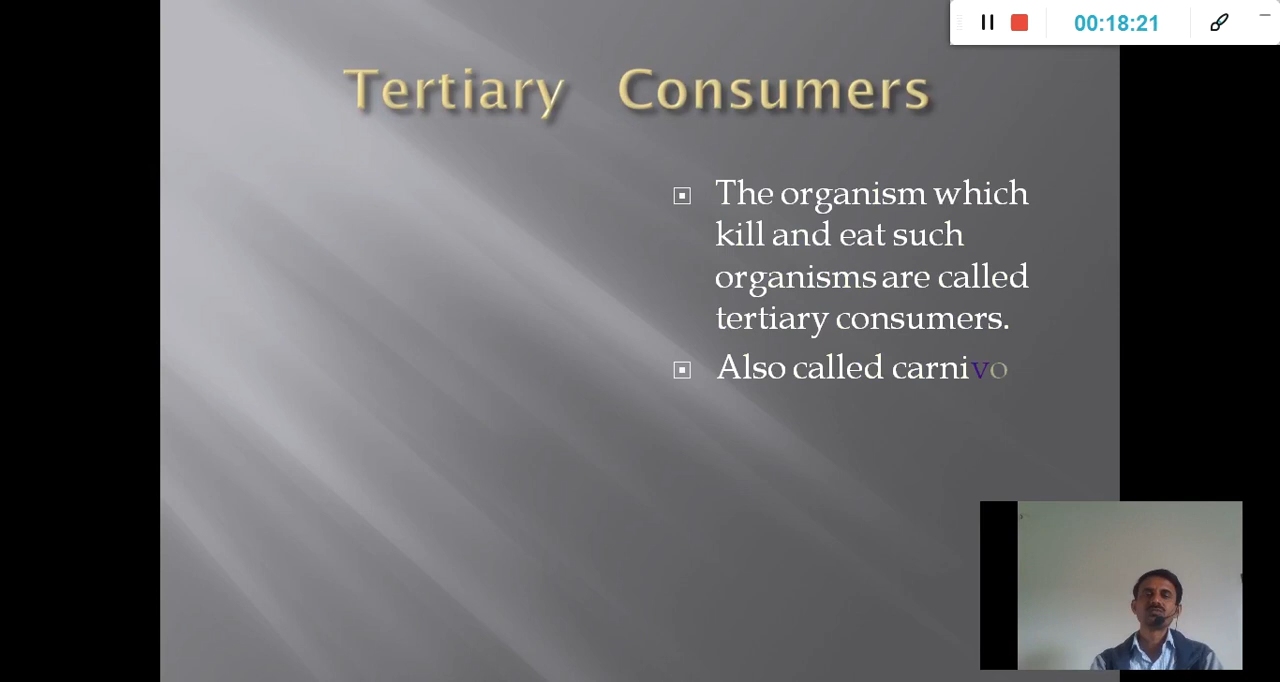 00:18:21
Tertiary Consumers
The organism which
kill and eat such
organisms are called
tertiary consumers.
Also called carnivo